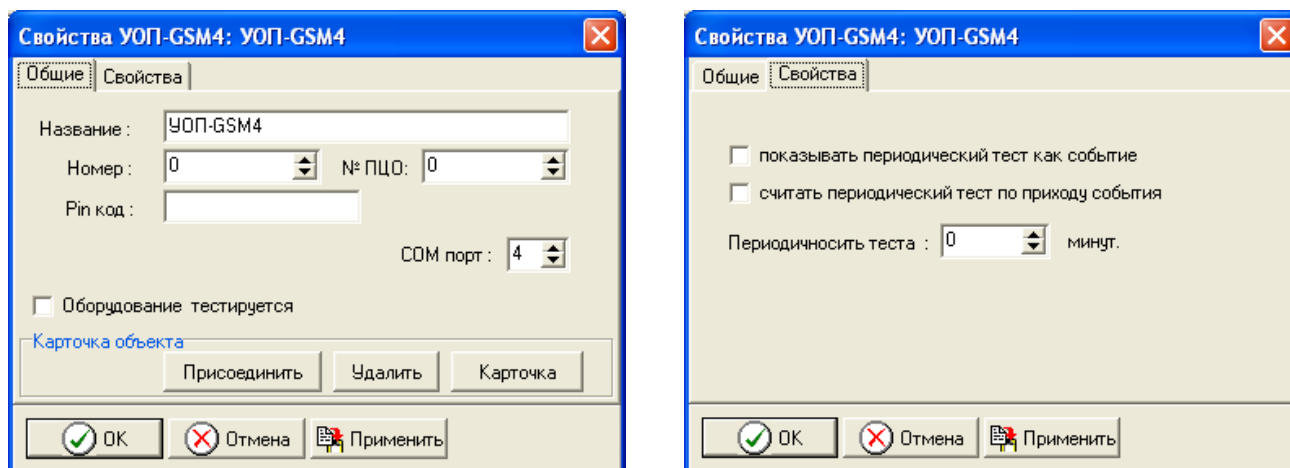 Свойства УОП-GSM4: УОП-GSM4
Общие Свойства
Название : УОП-GSM4
Номер : 0 № ПЦО: 0
Pin код :
COM порт : 4
Оборудование тестируется
Карточка объекта
Присоединить Удалить Карточка
OK Отмена Применить
Свойства УОП-GSM4: УОП-GSM4
Общие Свойства
показывать периодический тест как событие
считать периодический тест по приходу события
Периодичносить теста : 0 минут.
OK Отмена Применить